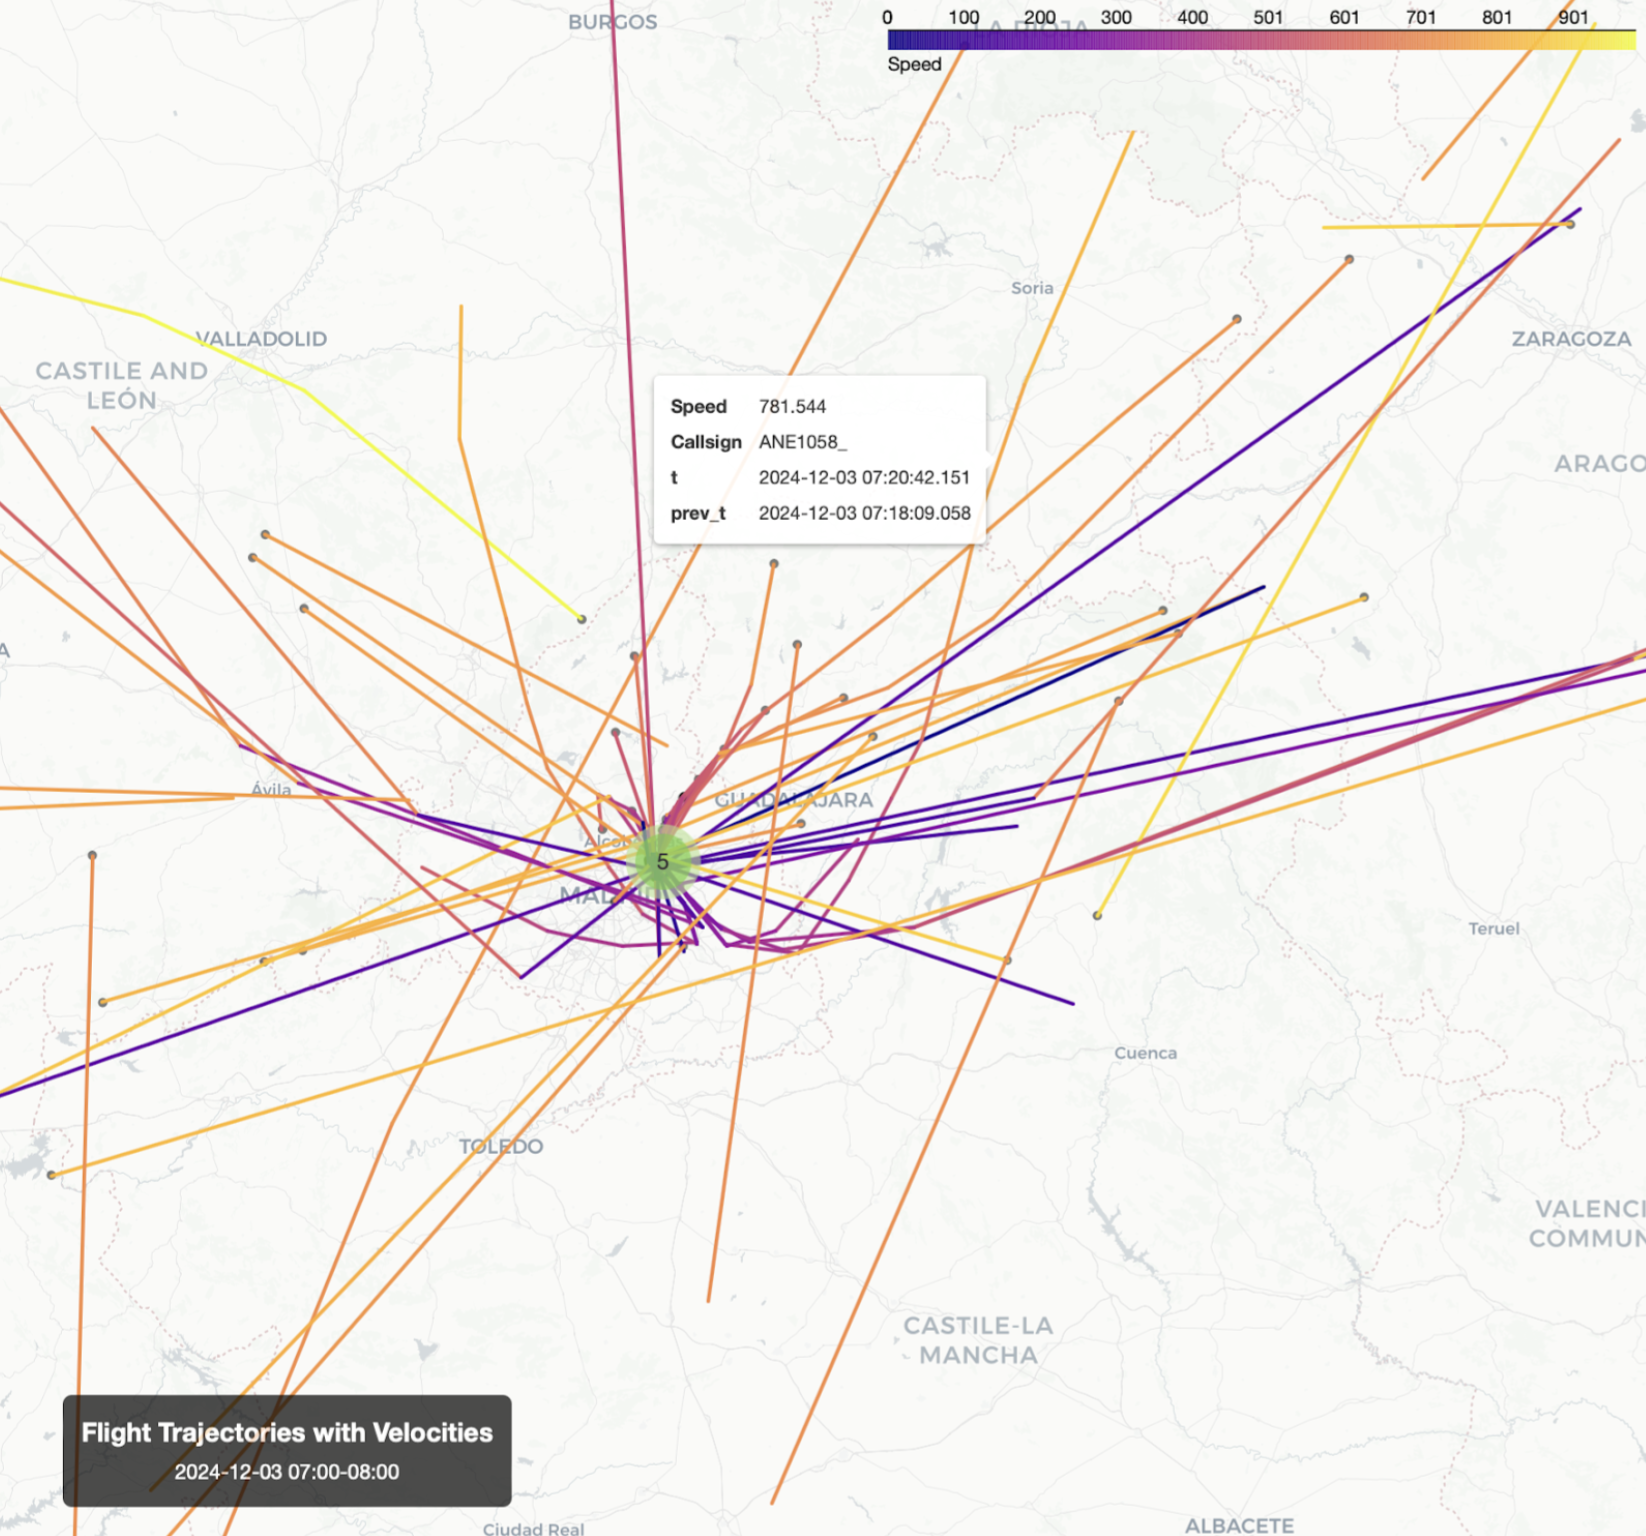 BURGOS
LA RIOJA
0 100 200 300 400 501 601 701 801 901
Speed
Soria
VALLADOLID
ZARAGOZA
CASTILE AND
LEÓN
Speed 781.544
Callsign ANE1058_
t 2024-12-03 07:20:42.151
prev_t 2024-12-03 07:18:09.058
ARAGO
A
Ávila
GUADALAJARA
Alcob
5
MAD
Teruel
Cuenca
TOLEDO
VALENCI
COMMUN
CASTILE-LA
MANCHA
Flight Trajectories with Velocities
2024-12-03 07:00-08:00
Ciudad Real
ALBACETE